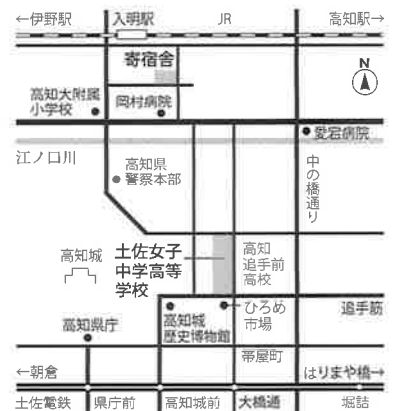 ←伊野駅 入明駅 JR 高知駅→
寄宿舎
N
高知大附属
小学校
岡村病院
愛宕病院
江ノ口川
高知県
警察本部
中の橋通り
高知城
土佐女子
中学高等
学校
高知
追手前
高校
高知城
歴史博物館
ひろめ
市場
追手筋
高知県庁
帯屋町
←朝倉 はりまや橋→
土佐電鉄 県庁前 高知城前 大橋通 堀詰